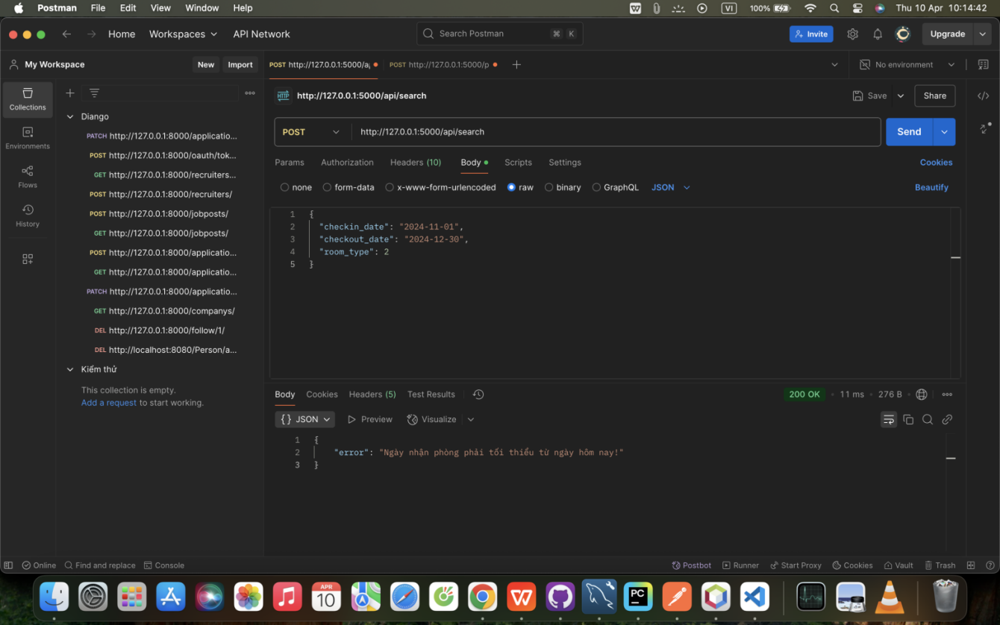 Postman File Edit View Window Help VI 100% Thu 10 Apr 10:14:42
Home Workspaces API Network Search Postman ⌘ K Invite Upgrade
My Workspace New Import POST http://127.0.0.1:5000/a POST http://127.0.0.1:5000/p No environment
Collections
Environments
Flows
History
Diango
PATCH http://127.0.0.1:8000/applicatio...
POST http://127.0.0.1:8000/oauth/tok...
GET http://127.0.0.1:8000/recruiters...
POST http://127.0.0.1:8000/recruiters/
POST http://127.0.0.1:8000/jobposts/
GET http://127.0.0.1:8000/jobposts/
POST http://127.0.0.1:8000/applicatio...
GET http://127.0.0.1:8000/applicatio...
PATCH http://127.0.0.1:8000/applicatio...
GET http://127.0.0.1:8000/companys/
DEL http://127.0.0.1:8000/follow/1/
DEL http://localhost:8080/Person/a...
Kiểm thử
This collection is empty.
Add a request to start working.
HTTP http://127.0.0.1:5000/api/search Save Share
POST http://127.0.0.1:5000/api/search Send
Params Authorization Headers (10) Body Scripts Settings Cookies
none form-data x-www-form-urlencoded raw binary GraphQL JSON Beautify
1 {
2 "checkin_date": "2024-11-01",
3 "checkout_date": "2024-12-30",
4 "room_type": 2
5 }
Body Cookies Headers (5) Test Results 200 OK 11 ms 276 B
{} JSON Preview Visualize
1 {
2 "error": "Ngày nhận phòng phải tối thiểu từ ngày hôm nay!"
3 }
Online Find and replace Console Postbot Runner Start Proxy Cookies Vault Trash
APR
10
PC